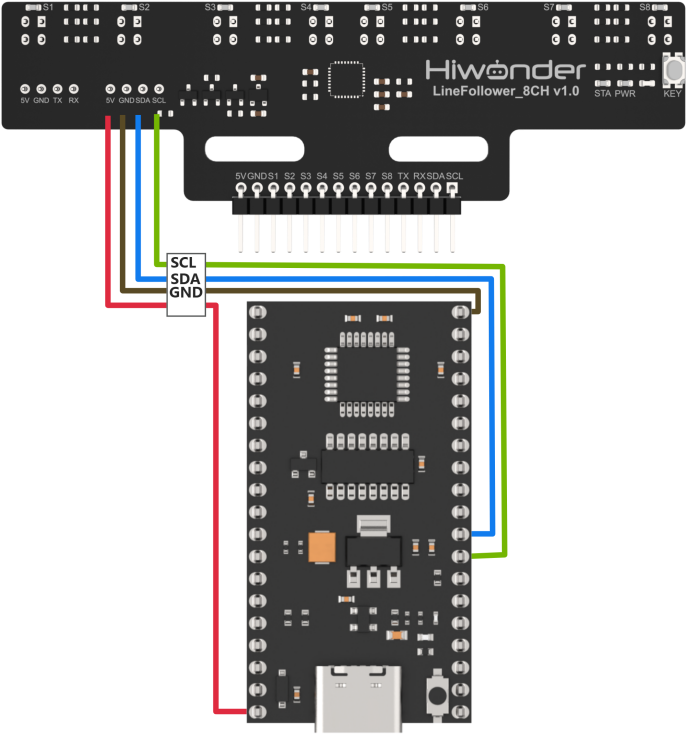 S1 S2 S3 S4 S5 S6 S7 S8
Hiwonder
LineFollower_8CH v1.0
STA PWR KEY
5V GND TX RX 5V GND SDA SCL
5V GND S1 S2 S3 S4 S5 S6 S7 S8 TX RX SDA SCL
SCL
SDA
GND